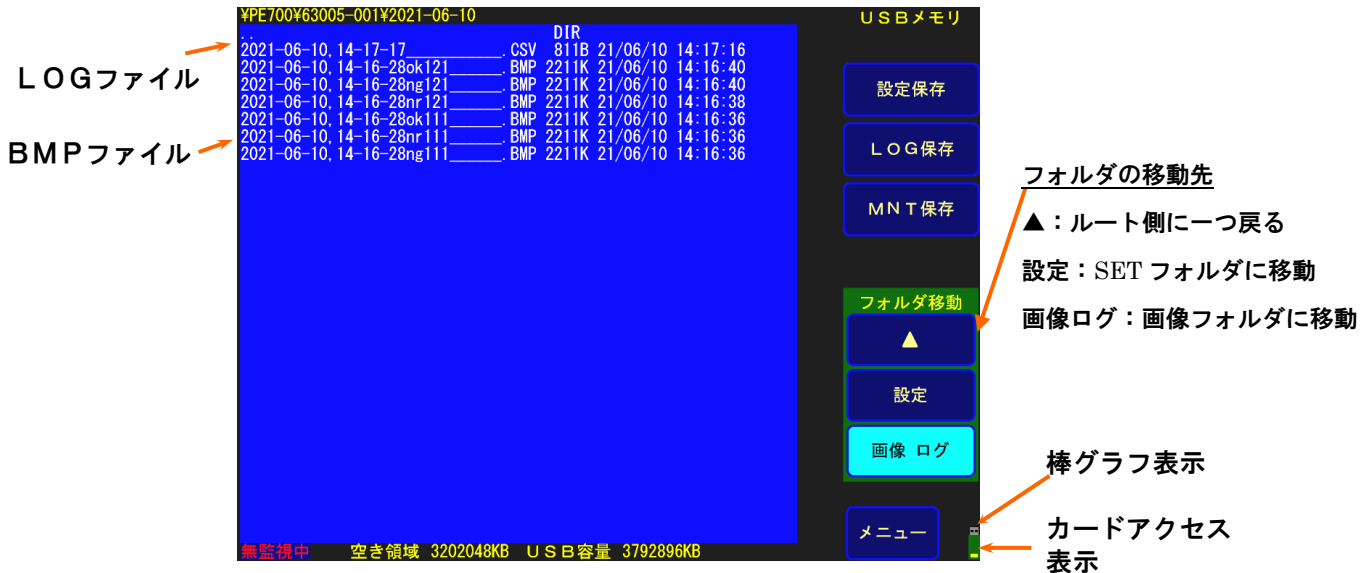 ¥PE700¥63005-001¥2021-06-10
..                                DIR
2021-06-10,14-17-17_________.CSV  811B 21/06/10 14:17:16
2021-06-10,14-16-28ok121______.BMP 2211K 21/06/10 14:16:40
2021-06-10,14-16-28ng121______.BMP 2211K 21/06/10 14:16:40
2021-06-10,14-16-28nr121______.BMP 2211K 21/06/10 14:16:38
2021-06-10,14-16-28ok111______.BMP 2211K 21/06/10 14:16:36
2021-06-10,14-16-28nr111______.BMP 2211K 21/06/10 14:16:36
2021-06-10,14-16-28ng111______.BMP 2211K 21/06/10 14:16:36
無監視中 空き領域 3202048KB ＵＳＢ容量 3792896KB
ＬＯＧファイル
ＢＭＰファイル
ＵＳＢメモリ
設定保存
ＬＯＧ保存
ＭＮＴ保存
フォルダ移動
▲
設定
画像 ログ
メニュー
フォルダの移動先
▲：ルート側に一つ戻る
設定：SET フォルダに移動
画像ログ：画像フォルダに移動
棒グラフ表示
カードアクセス
表示